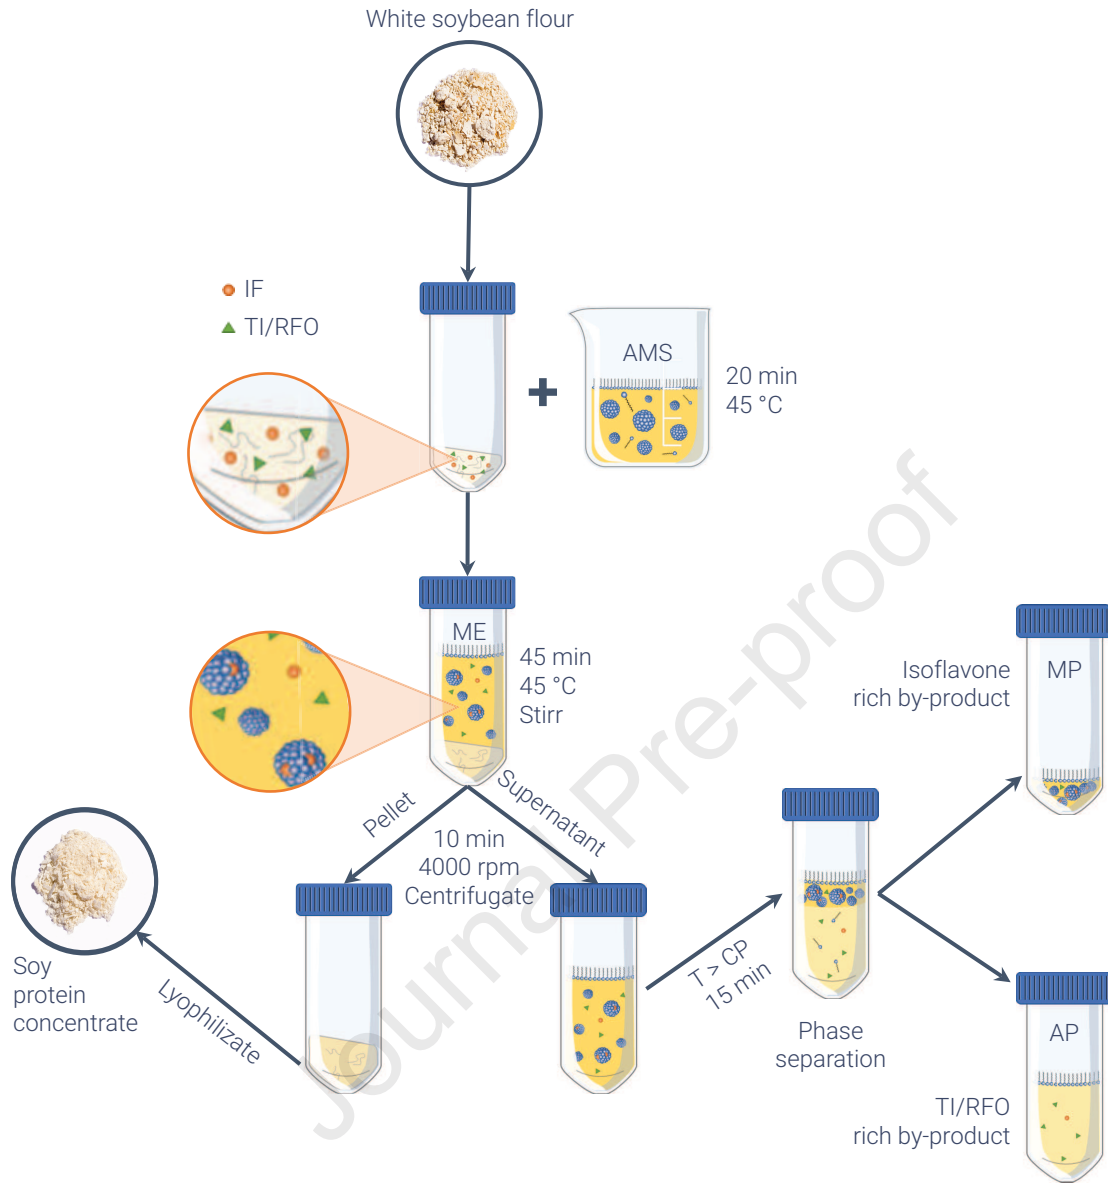 White soybean flour
IF
TI/RFO
AMS
20 min
45 °C
ME
45 min
45 °C
Stirr
Pellet
Supernatant
10 min
4000 rpm
Centrifugate
Soy
protein
concentrate
Lyophilizate
T > CP
15 min
Phase
separation
Isoflavone
rich by-product
MP
AP
TI/RFO
rich by-product
Journal Pre-proof